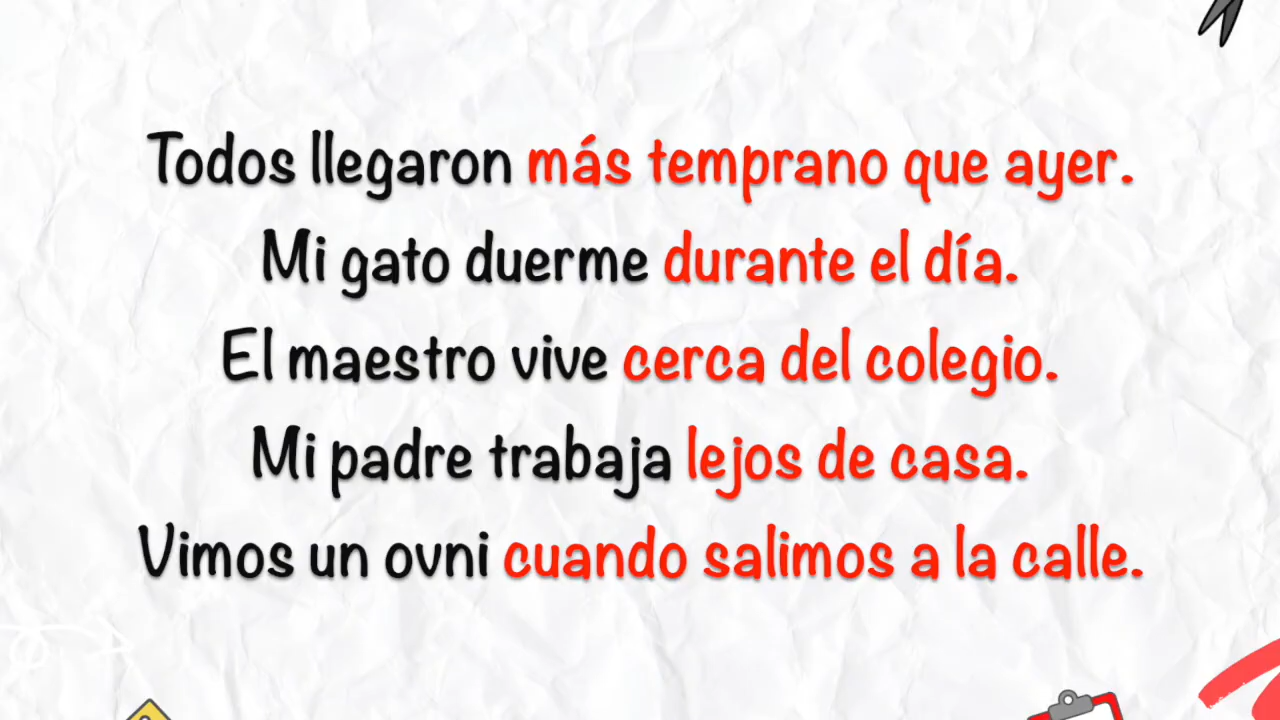 Todos llegaron más temprano que ayer.
Mi gato duerme durante el día.
El maestro vive cerca del colegio.
Mi padre trabaja lejos de casa.
Vimos un ovni cuando salimos a la calle.